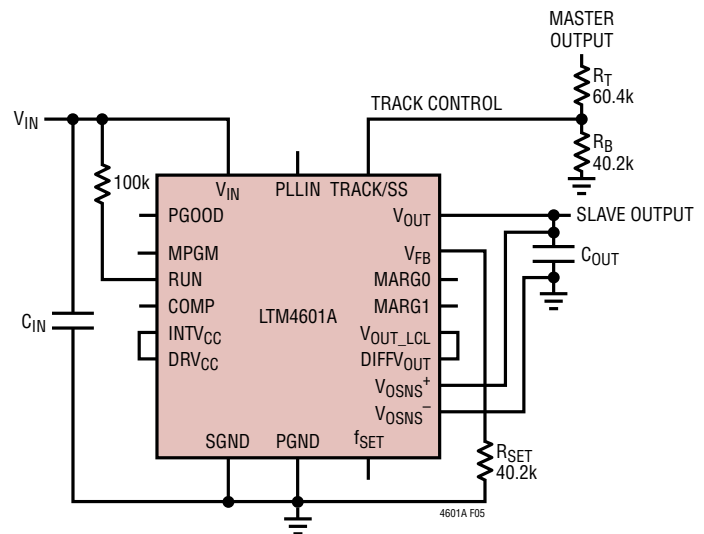 MASTER
OUTPUT
R_T
60.4k
TRACK CONTROL
V_IN
R_B
40.2k
100k
V_IN PLLIN TRACK/SS
PGOOD
V_OUT
SLAVE OUTPUT
MPGM
V_FB
C_OUT
RUN
MARG0
COMP
MARG1
LTM4601A
C_IN
INTV_CC
V_OUT_LCL
DRV_CC
DIFFV_OUT
V_OSNS^+
V_OSNS^–
SGND PGND f_SET
R_SET
40.2k
4601A F05